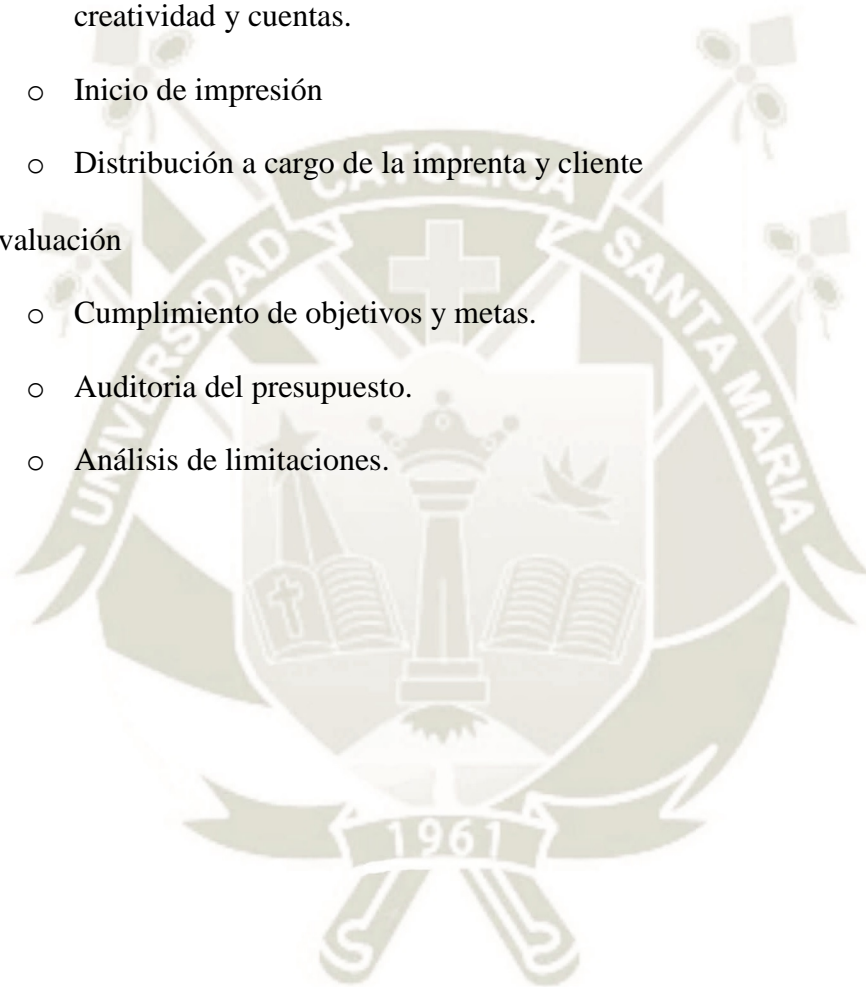 creatividad y cuentas.
o Inicio de impresión
o Distribución a cargo de la imprenta y cliente
valuación
o Cumplimiento de objetivos y metas.
o Auditoria del presupuesto.
o Análisis de limitaciones.
UNIVERSIDAD CATOLICA SANTA MARIA
1961